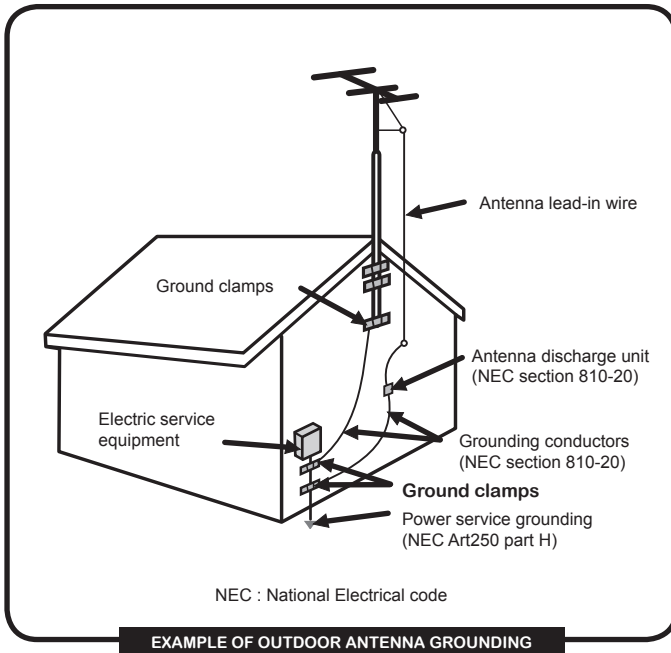 Antenna lead-in wire
Ground clamps
Antenna discharge unit
(NEC section 810-20)
Electric service
equipment
Grounding conductors
(NEC section 810-20)
Ground clamps
Power service grounding
(NEC Art250 part H)
NEC : National Electrical code
EXAMPLE OF OUTDOOR ANTENNA GROUNDING